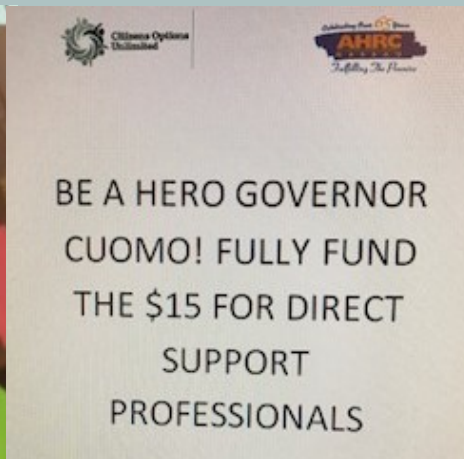 Citizens Options
Unlimited
AHRC
Fulfilling The Promise
BE A HERO GOVERNOR
CUOMO! FULLY FUND
THE $15 FOR DIRECT
SUPPORT
PROFESSIONALS